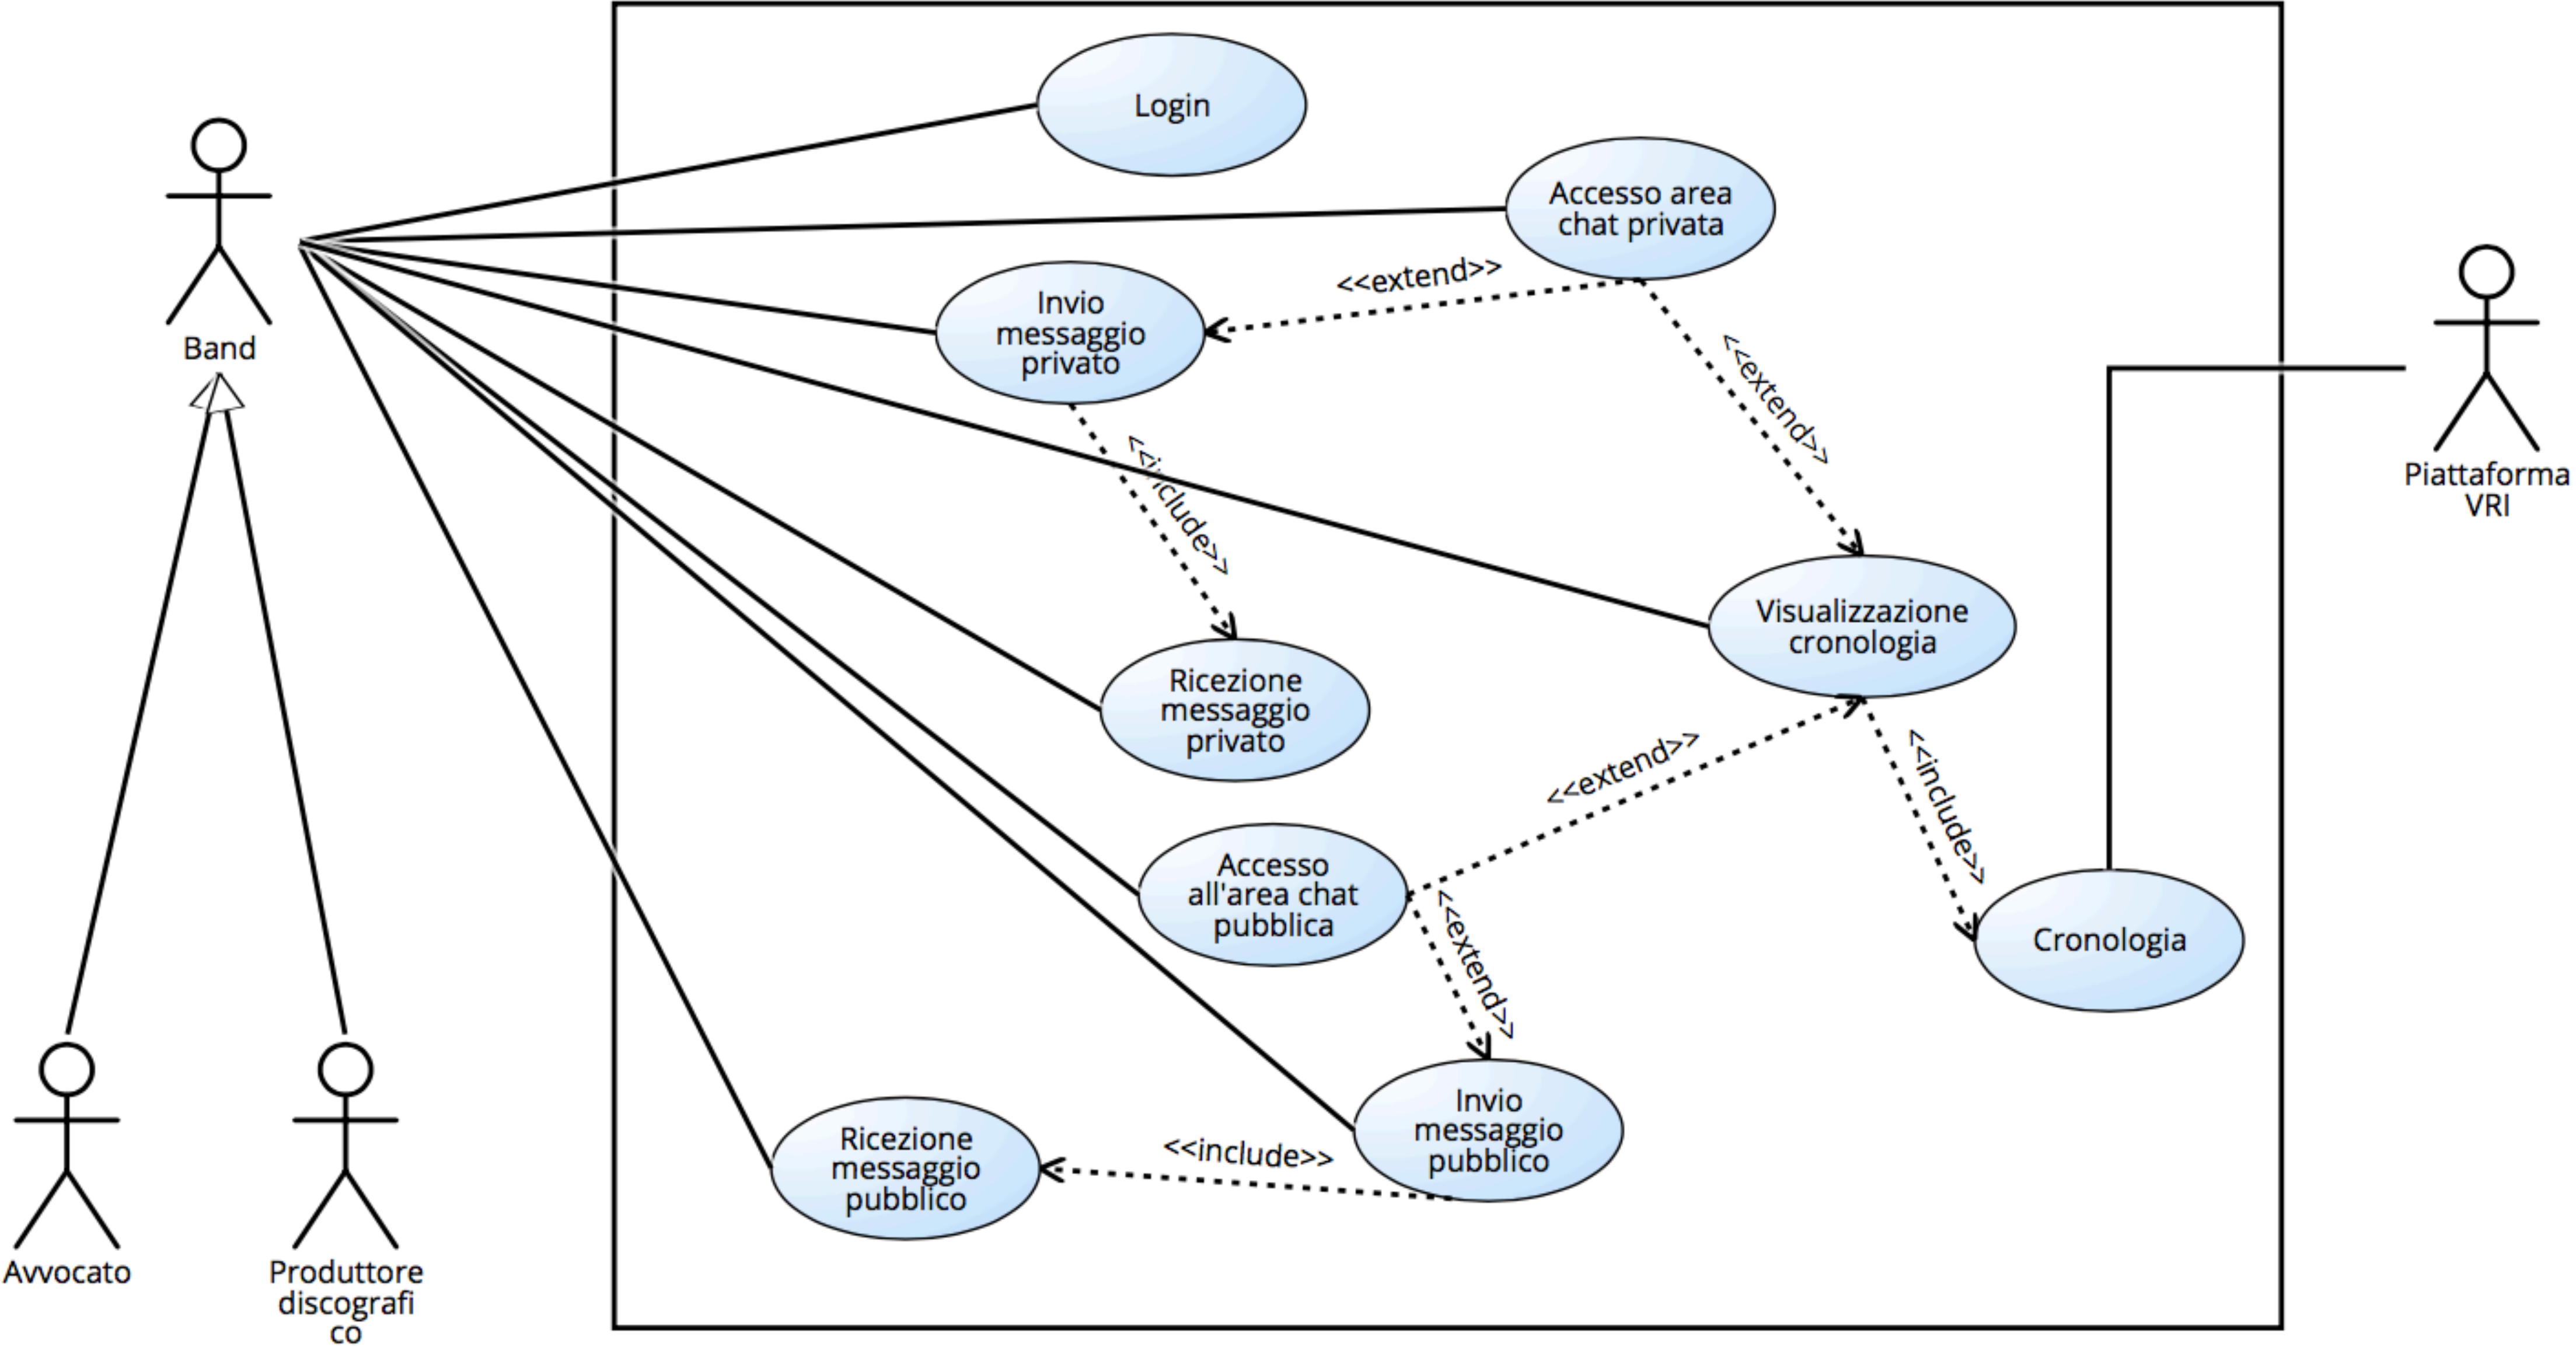 Login
Accesso area
chat privata
<<extend>>
Invio
messaggio
privato
Band
<<extend>>
Piattaforma
VRI
<<include>>
Visualizzazione
cronologia
Ricezione
messaggio
privato
<<extend>>
<<include>>
Accesso
all'area chat
pubblica
<<extend>>
Cronologia
Invio
messaggio
pubblico
<<include>>
Ricezione
messaggio
pubblico
Avvocato
Produttore
discografi
co